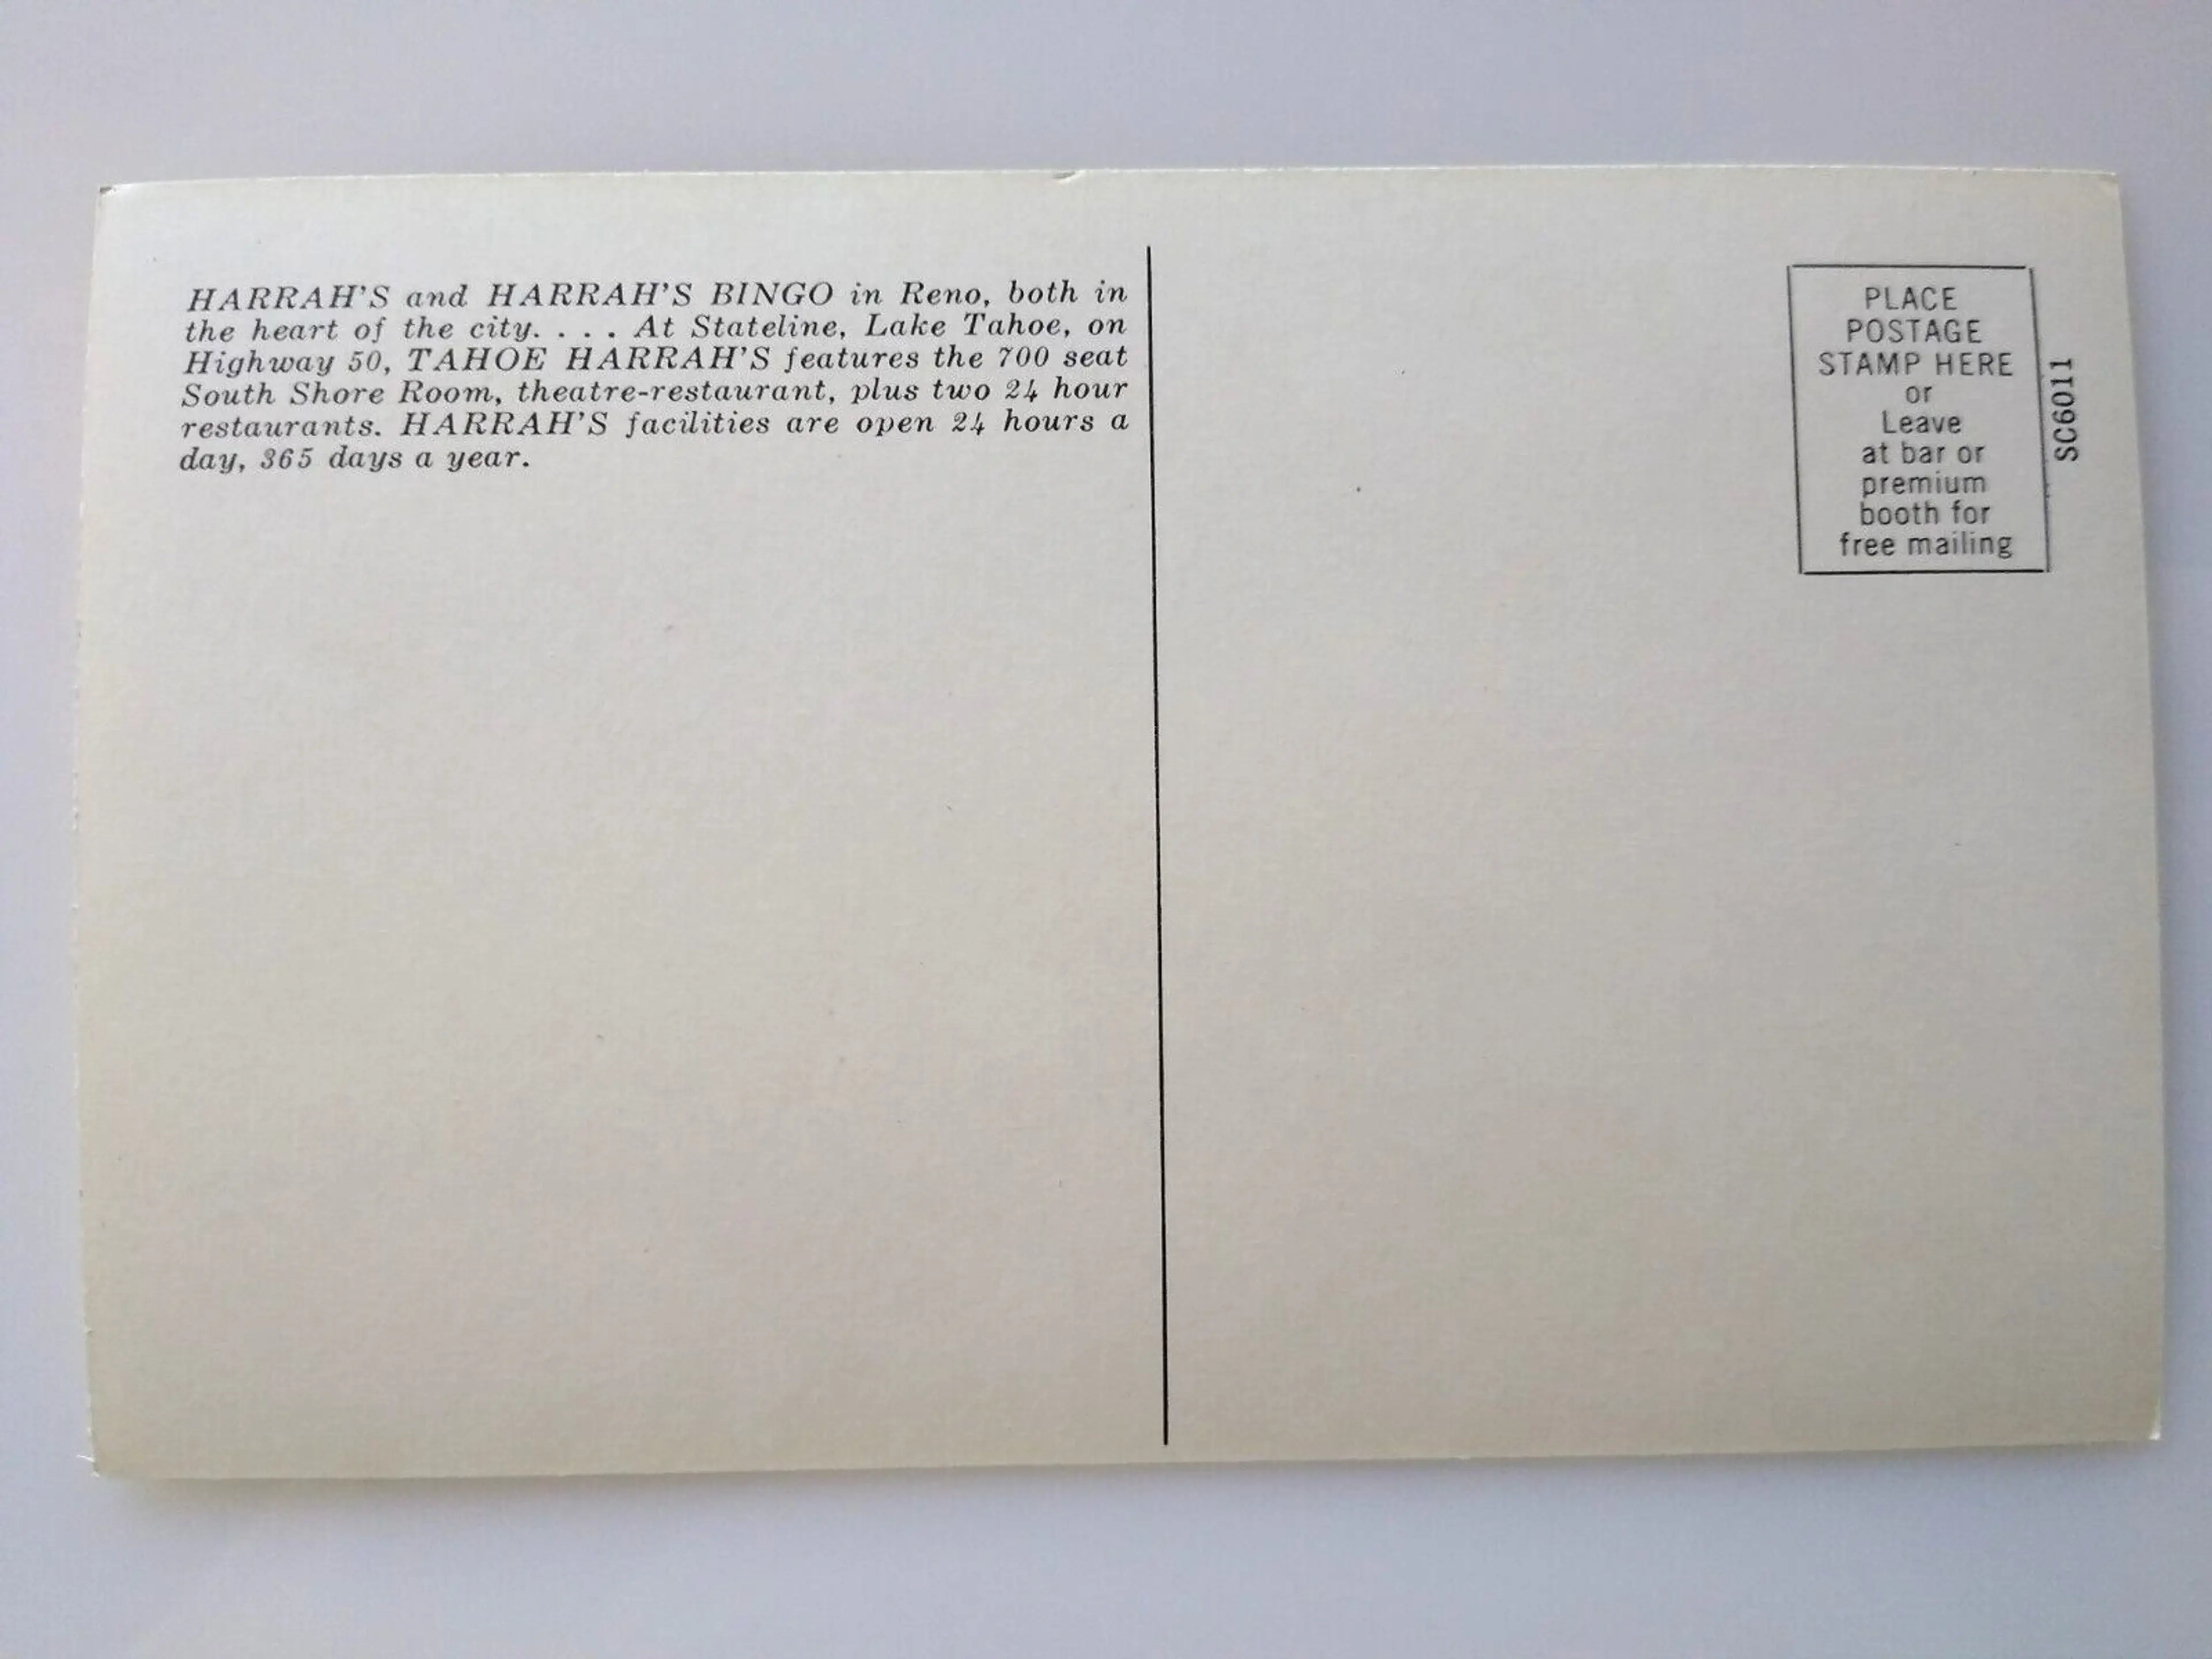 HARRAH'S and HARRAH'S BINGO in Reno, both in
the heart of the city. . . . At Stateline, Lake Tahoe, on
Highway 50, TAHOE HARRAH'S features the 700 seat
South Shore Room, theatre-restaurant, plus two 24 hour
restaurants. HARRAH'S facilities are open 24 hours a
day, 365 days a year.
PLACE
POSTAGE
STAMP HERE
or
Leave
at bar or
premium
booth for
free mailing
SC6011